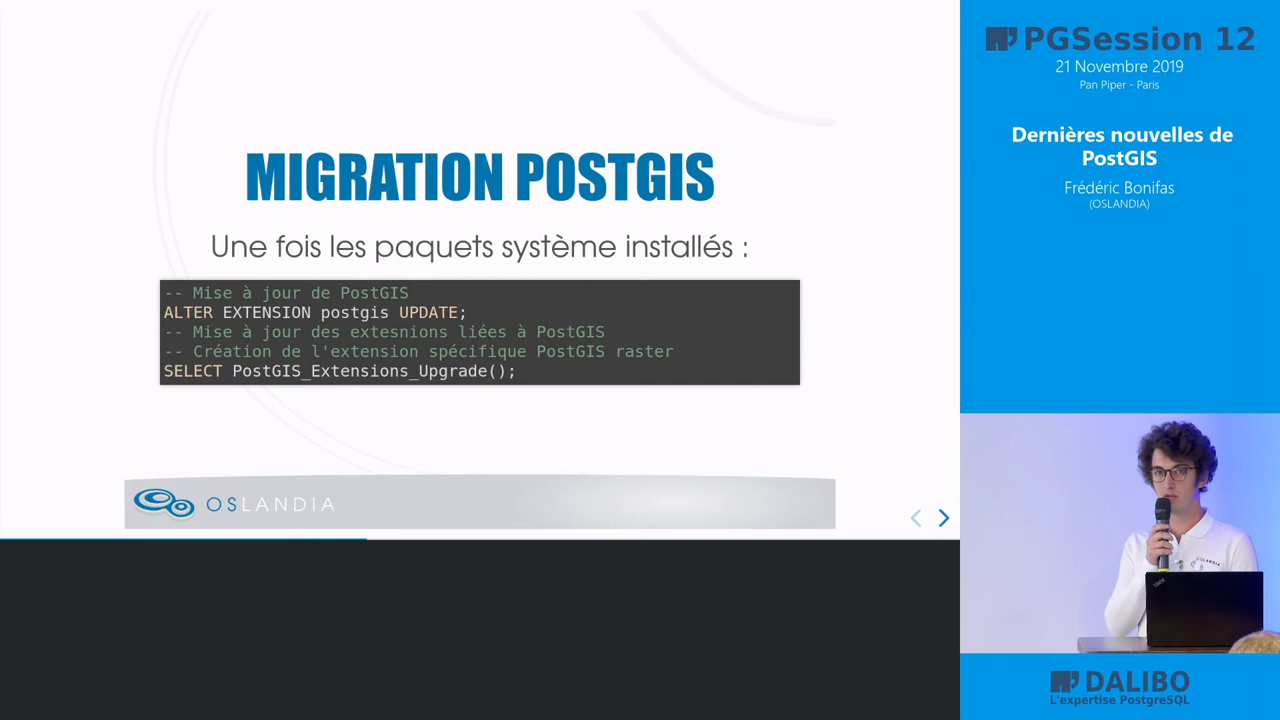 MIGRATION POSTGIS
Une fois les paquets système installés :
-- Mise à jour de PostGIS
ALTER EXTENSION postgis UPDATE;
-- Mise à jour des extesnions liées à PostGIS
-- Création de l'extension spécifique PostGIS raster
SELECT PostGIS_Extensions_Upgrade();
OSLANDIA
PGSession 12
21 Novembre 2019
Pan Piper - Paris
Dernières nouvelles de
PostGIS
Frédéric Bonifas
(OSLANDIA)
DALIBO
L'expertise PostgreSQL